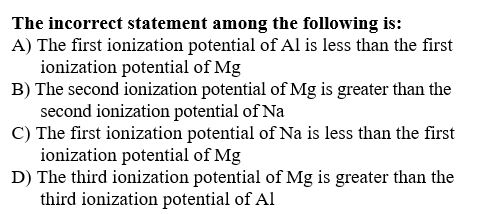 The incorrect statement among the following is:
A) The first ionization potential of Al is less than the first
ionization potential of Mg
B) The second ionization potential of Mg is greater than the
second ionization potential of Na
C) The first ionization potential of Na is less than the first
ionization potential of Mg
D) The third ionization potential of Mg is greater than the
third ionization potential of Al